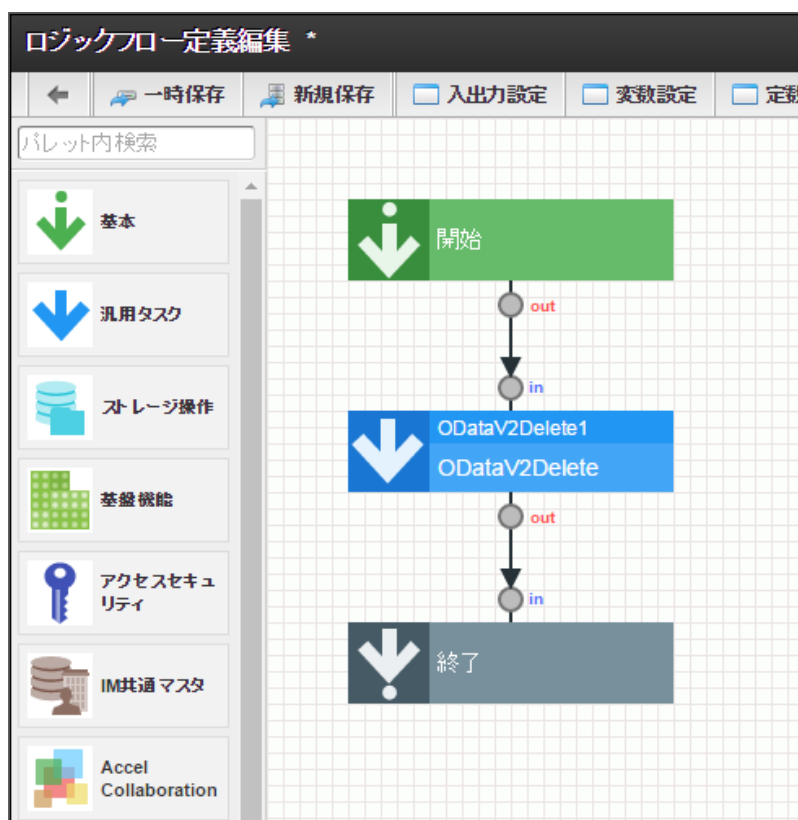 ロジックフロー定義編集 *
一時保存 新規保存 入出力設定 変数設定 定数
パレット内検索
基本
汎用タスク
ストレージ操作
基盤機能
アクセスセキュ
リティ
IM共通マスタ
Accel
Collaboration
開始
out
in
ODataV2Delete1
ODataV2Delete
out
in
終了